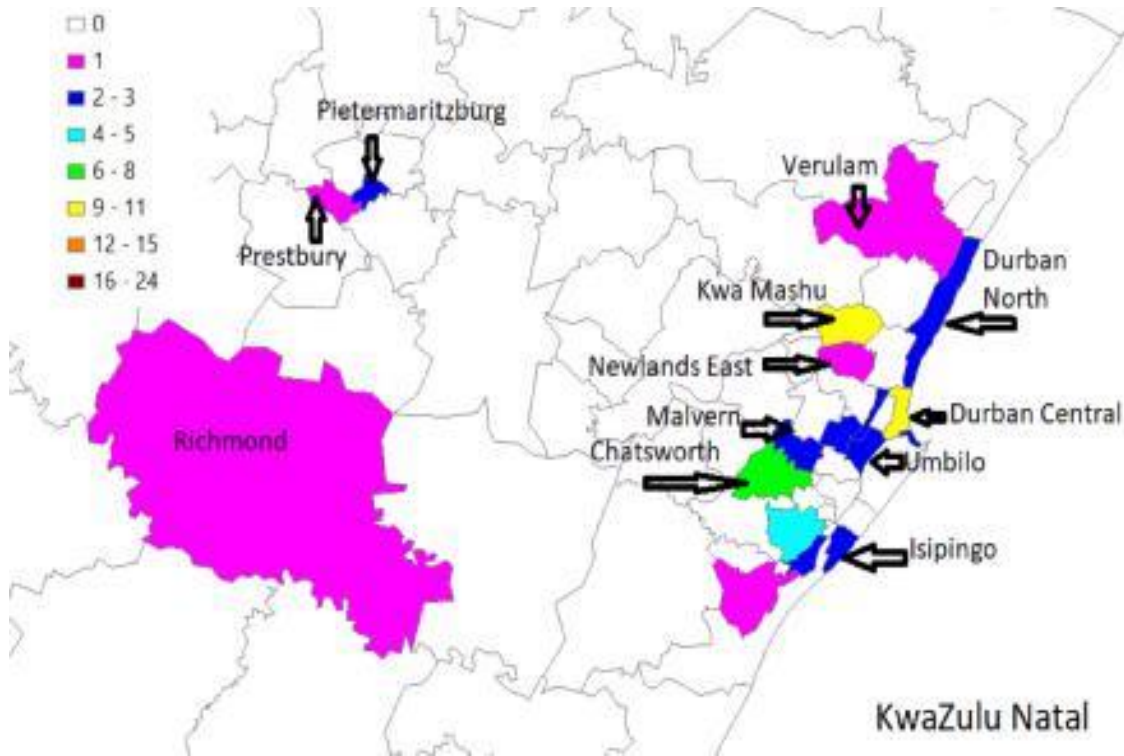 0
1
2 - 3
4 - 5
6 - 8
9 - 11
12 - 15
16 - 24
Pietermaritzburg
Prestbury
Verulam
Durban
North
Kwa Mashu
Newlands East
Malvern
Durban Central
Chatsworth
Umbilo
Richmond
Isipingo
KwaZulu Natal